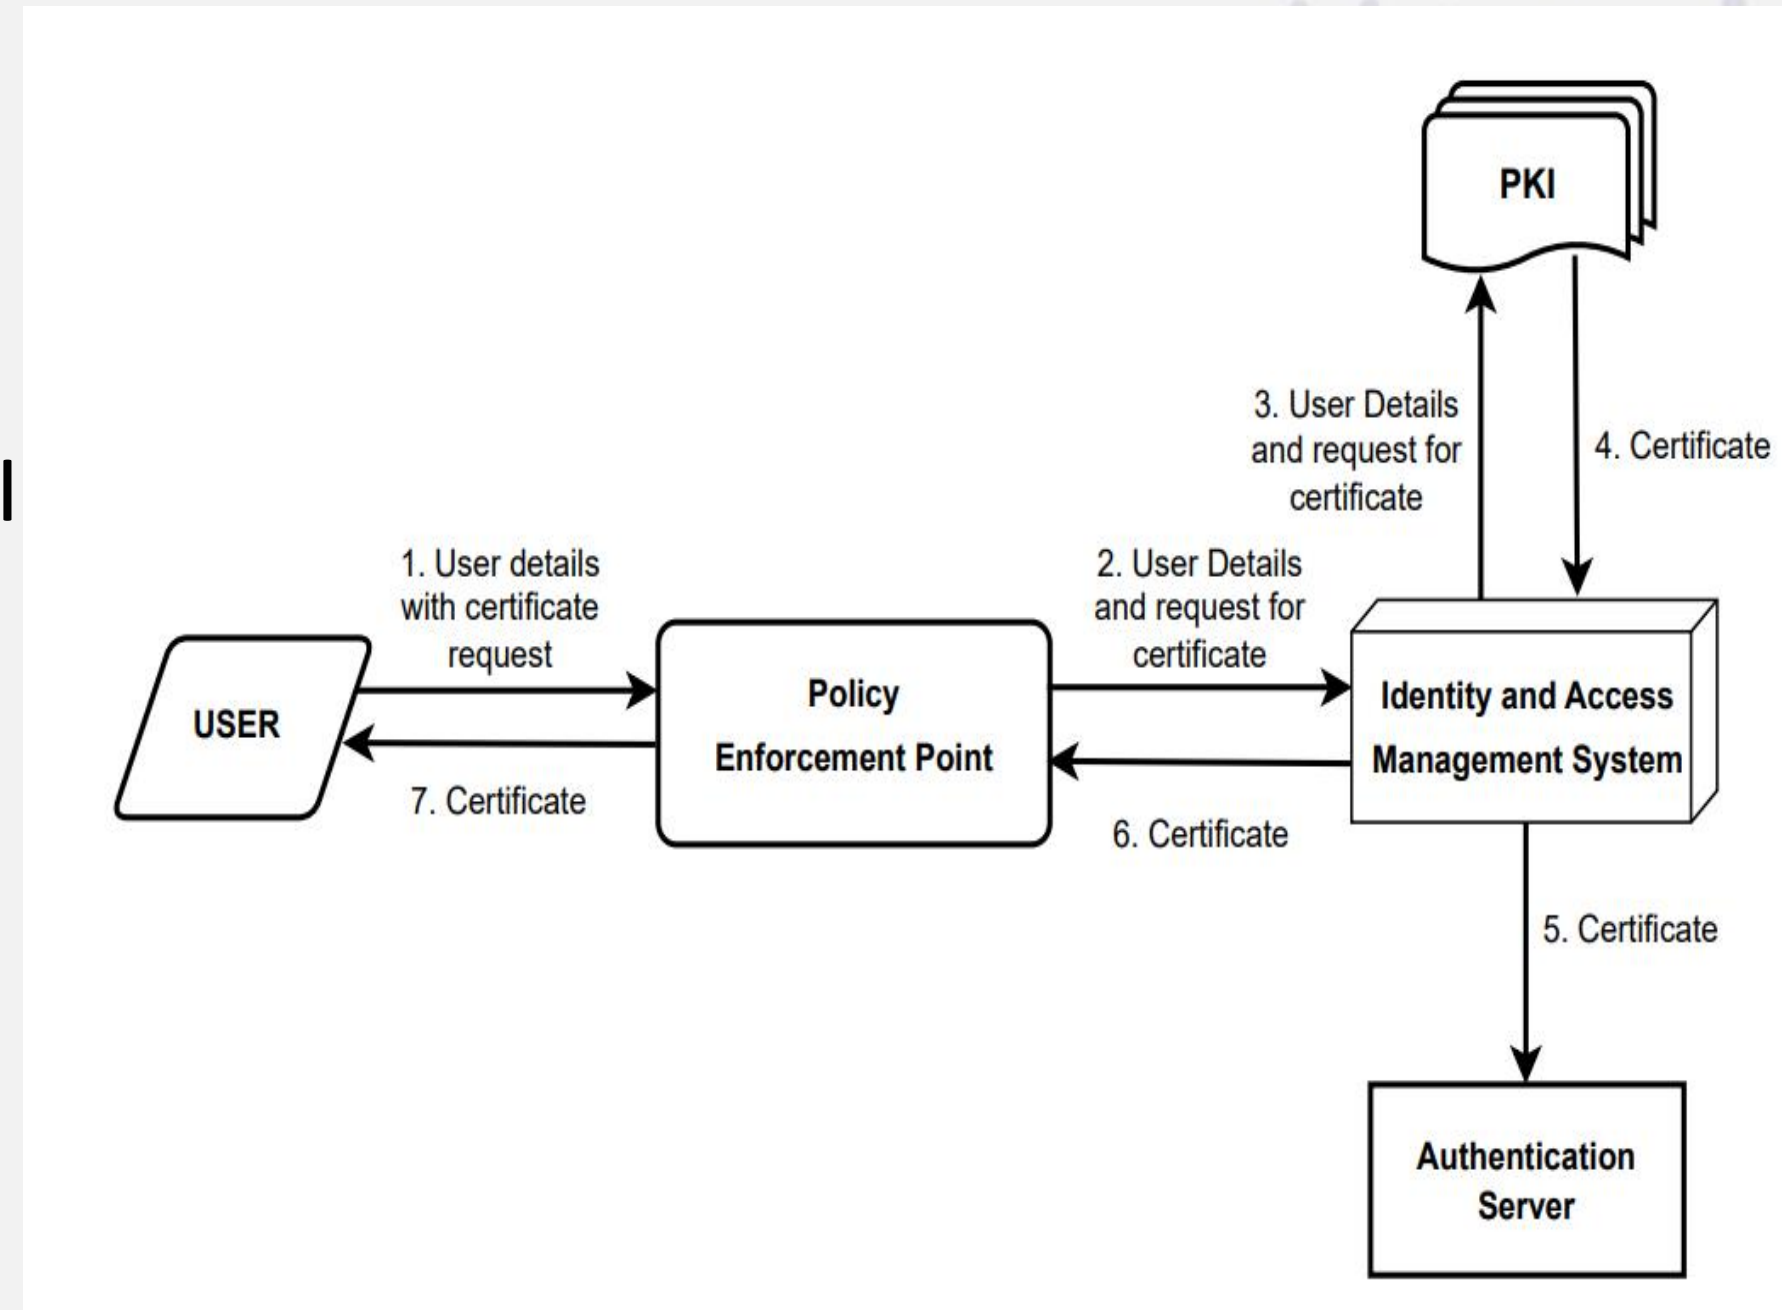 PKI
3. User Details
and request for
certificate
4. Certificate
1. User details
with certificate
request
2. User Details
and request for
certificate
USER
Policy
Enforcement Point
Identity and Access
Management System
7. Certificate
6. Certificate
5. Certificate
Authentication
Server